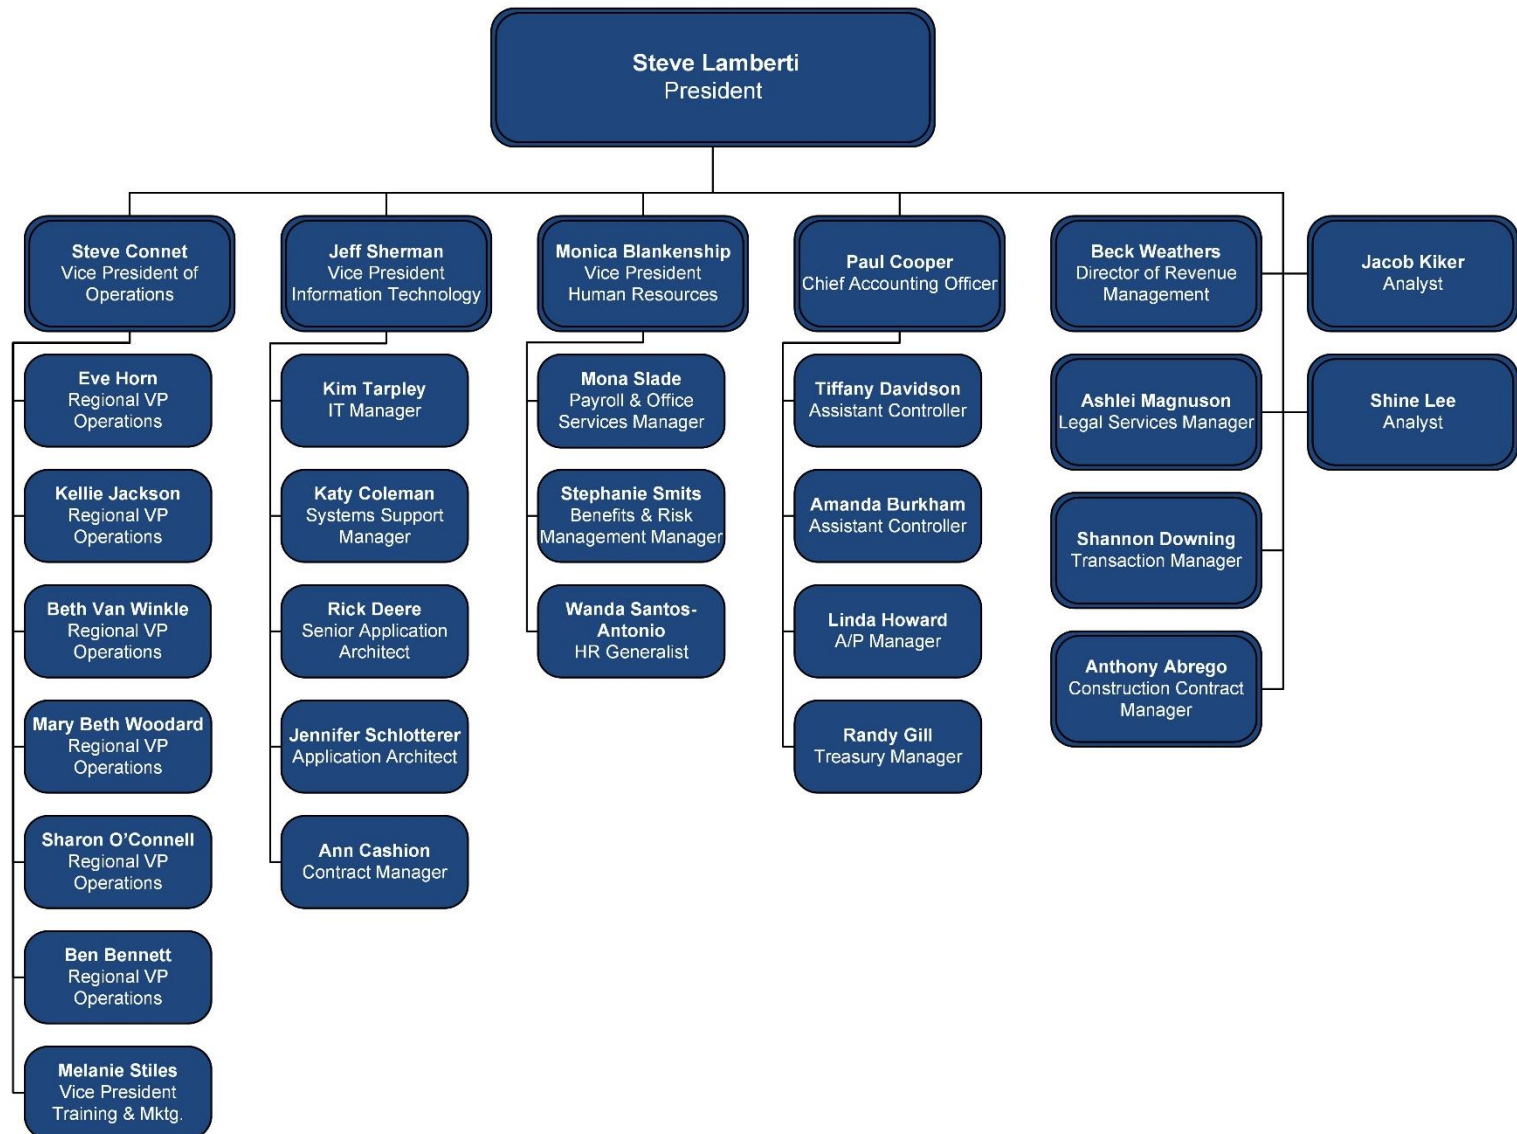 Steve Lamberti
President
Steve Connet
Vice President of
Operations
Jeff Sherman
Vice President
Information Technology
Monica Blankenship
Vice President
Human Resources
Paul Cooper
Chief Accounting Officer
Beck Weathers
Director of Revenue
Management
Jacob Kiker
Analyst
Eve Horn
Regional VP
Operations
Kim Tarpley
IT Manager
Mona Slade
Payroll & Office
Services Manager
Tiffany Davidson
Assistant Controller
Ashlei Magnuson
Legal Services Manager
Shine Lee
Analyst
Kellie Jackson
Regional VP
Operations
Katy Coleman
Systems Support
Manager
Stephanie Smits
Benefits & Risk
Management Manager
Amanda Burkham
Assistant Controller
Shannon Downing
Transaction Manager
Beth Van Winkle
Regional VP
Operations
Rick Deere
Senior Application
Architect
Wanda Santos-
Antonio
HR Generalist
Linda Howard
A/P Manager
Anthony Abrego
Construction Contract
Manager
Mary Beth Woodard
Regional VP
Operations
Jennifer Schlotterer
Application Architect
Randy Gill
Treasury Manager
Sharon O’Connell
Regional VP
Operations
Ann Cashion
Contract Manager
Ben Bennett
Regional VP
Operations
Melanie Stiles
Vice President
Training & Mktg.